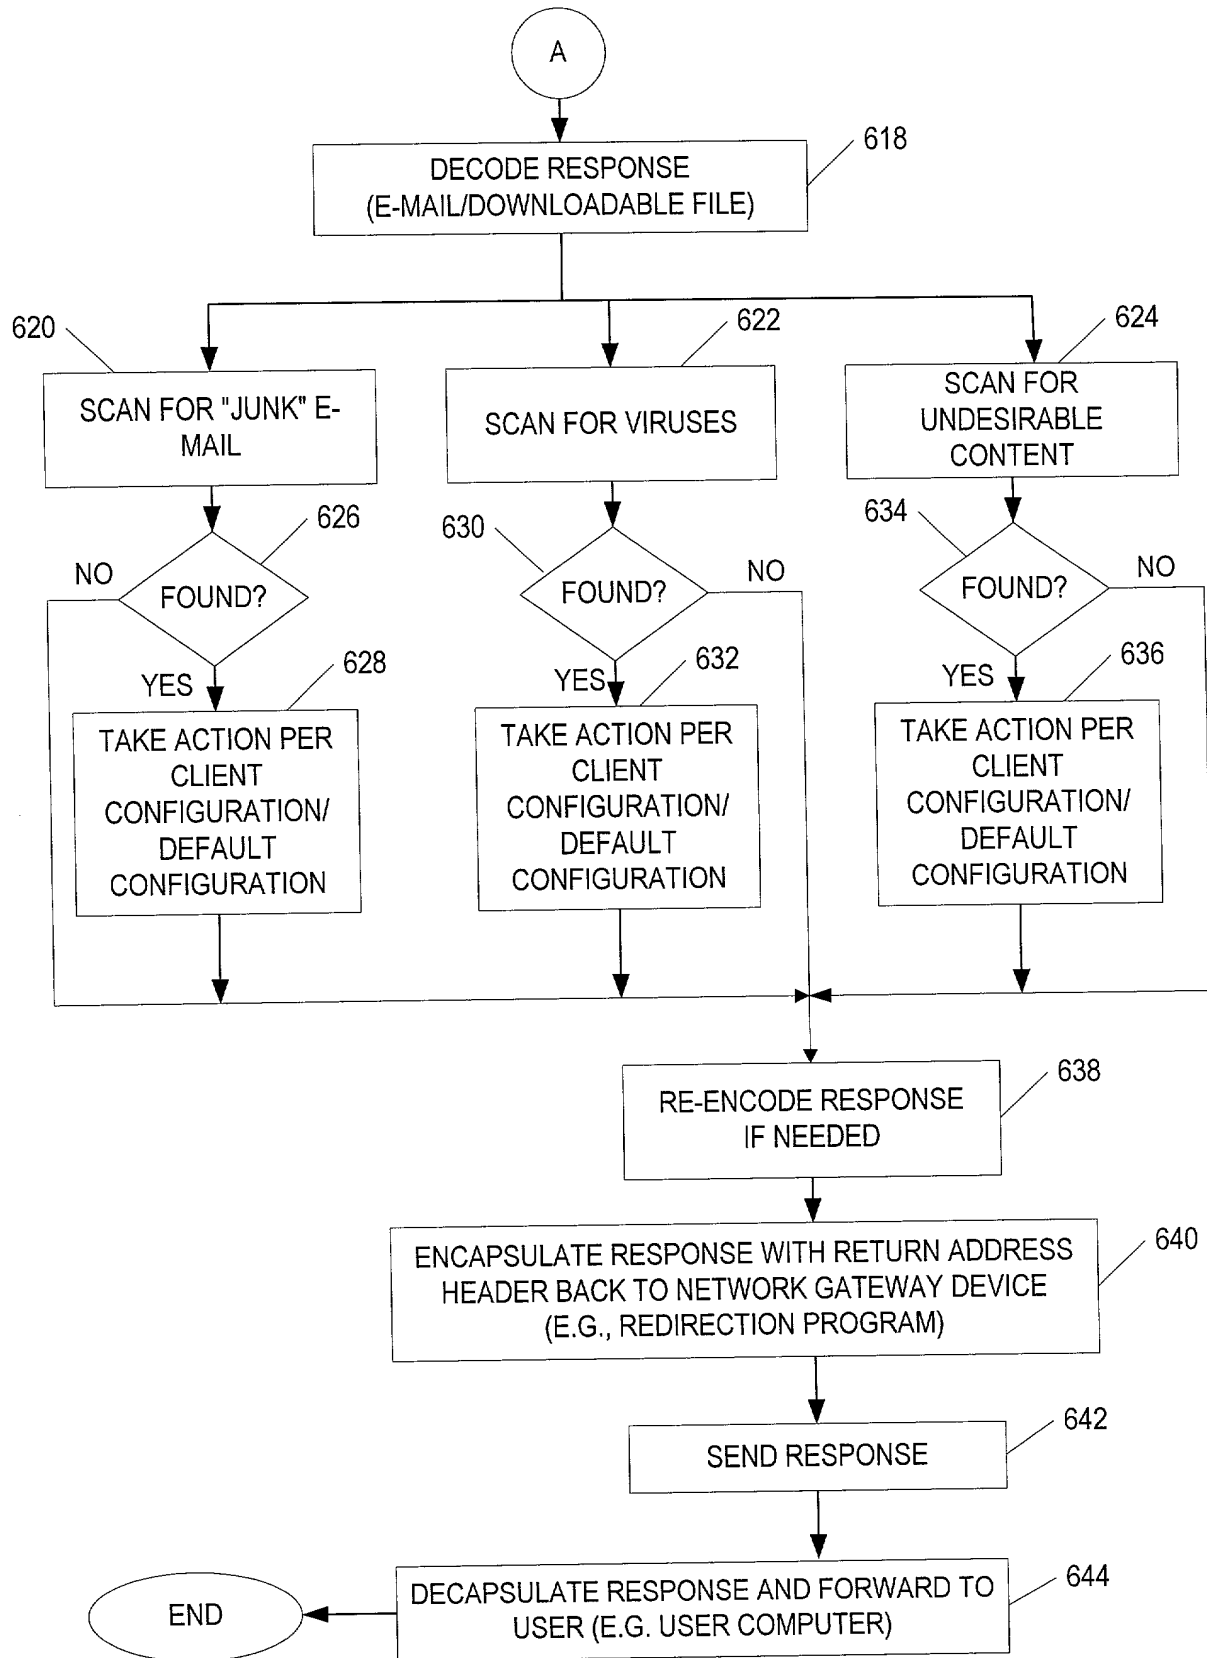 A
618
DECODE RESPONSE
(E-MAIL/DOWNLOADABLE FILE)
620
622
624
SCAN FOR "JUNK" E-
MAIL
SCAN FOR VIRUSES
SCAN FOR
UNDESIRABLE
CONTENT
626
630
634
NO
FOUND?
FOUND?
NO
FOUND?
NO
YES
628
YES
632
YES
636
TAKE ACTION PER
CLIENT
CONFIGURATION/
DEFAULT
CONFIGURATION
TAKE ACTION PER
CLIENT
CONFIGURATION/
DEFAULT
CONFIGURATION
TAKE ACTION PER
CLIENT
CONFIGURATION/
DEFAULT
CONFIGURATION
638
RE-ENCODE RESPONSE
IF NEEDED
640
ENCAPSULATE RESPONSE WITH RETURN ADDRESS
HEADER BACK TO NETWORK GATEWAY DEVICE
(E.G., REDIRECTION PROGRAM)
642
SEND RESPONSE
644
DECAPSULATE RESPONSE AND FORWARD TO
USER (E.G. USER COMPUTER)
END